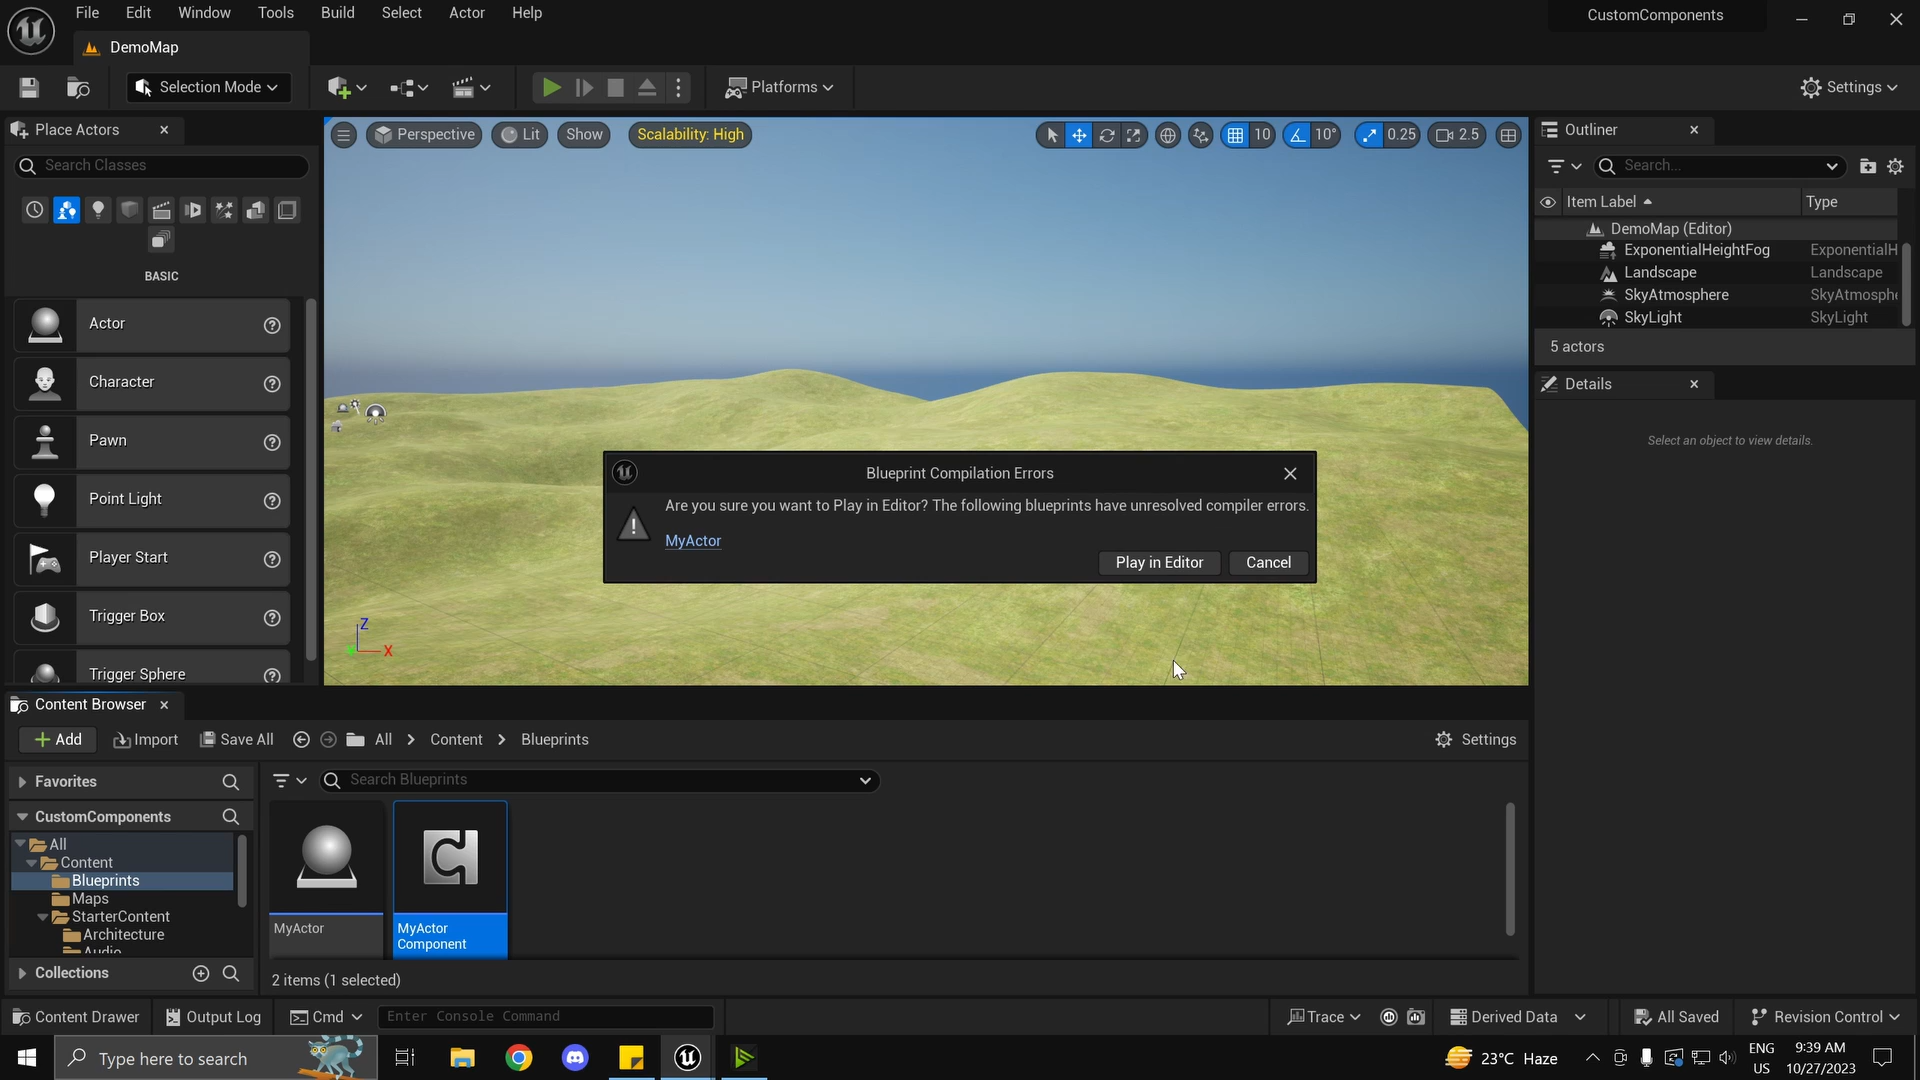 File Edit Window Tools Build Select Actor Help
CustomComponents
DemoMap
Selection Mode
Platforms
Settings
Place Actors
Search Classes
BASIC
Actor
Character
Pawn
Point Light
Player Start
Trigger Box
Trigger Sphere
Perspective Lit Show Scalability: High
10 10° 0.25 2.5
Z
X
Blueprint Compilation Errors
Are you sure you want to Play in Editor? The following blueprints have unresolved compiler errors.
MyActor
Play in Editor Cancel
Outliner
Search...
Item Label Type
DemoMap (Editor)
ExponentialHeightFog ExponentialH
Landscape Landscape
SkyAtmosphere SkyAtmosphe
SkyLight SkyLight
5 actors
Details
Select an object to view details.
Content Browser
Add Import Save All All Content Blueprints Settings
Favorites
CustomComponents
All
Content
Blueprints
Maps
StarterContent
Architecture
Audio
Collections
Search Blueprints
MyActor
MyActor
Component
2 items (1 selected)
Content Drawer Output Log Cmd Enter Console Command Trace Derived Data All Saved Revision Control
Type here to search
23°C Haze
ENG
US
9:39 AM
10/27/2023